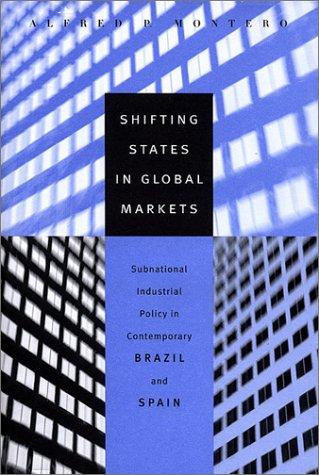 ALFRED P. MONTERO
SHIFTING
STATES
IN GLOBAL
MARKETS
Subnational
Industrial
Policy in
Contemporary
BRAZIL
and
SPAIN